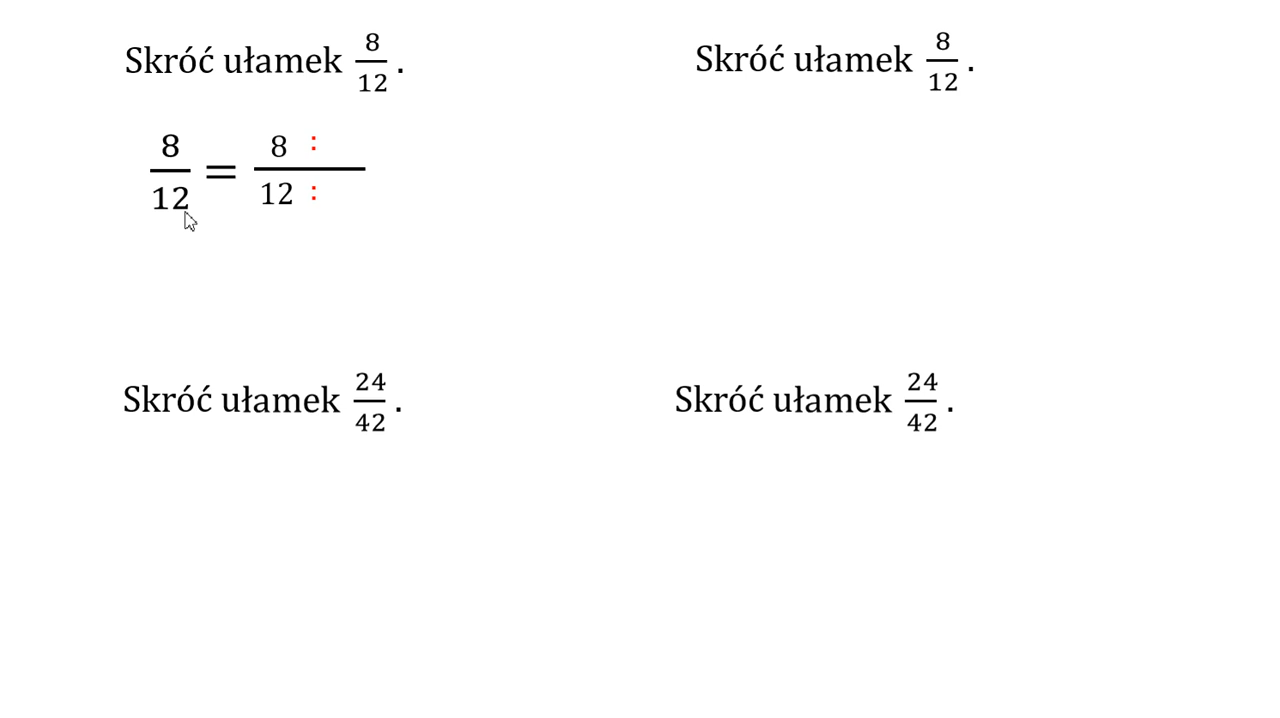 Skróć ułamek 8/12 .
8/12 = 8 : / 12 :
Skróć ułamek 8/12 .
Skróć ułamek 24/42 .
Skróć ułamek 24/42 .